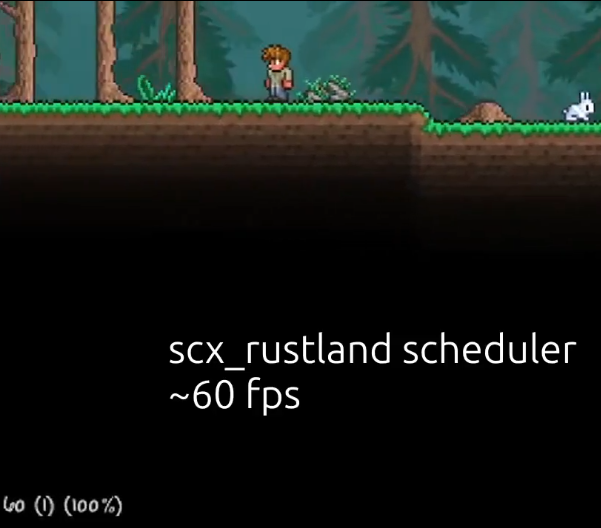 scx_rustland scheduler
~60 fps
60 (1) (100%)